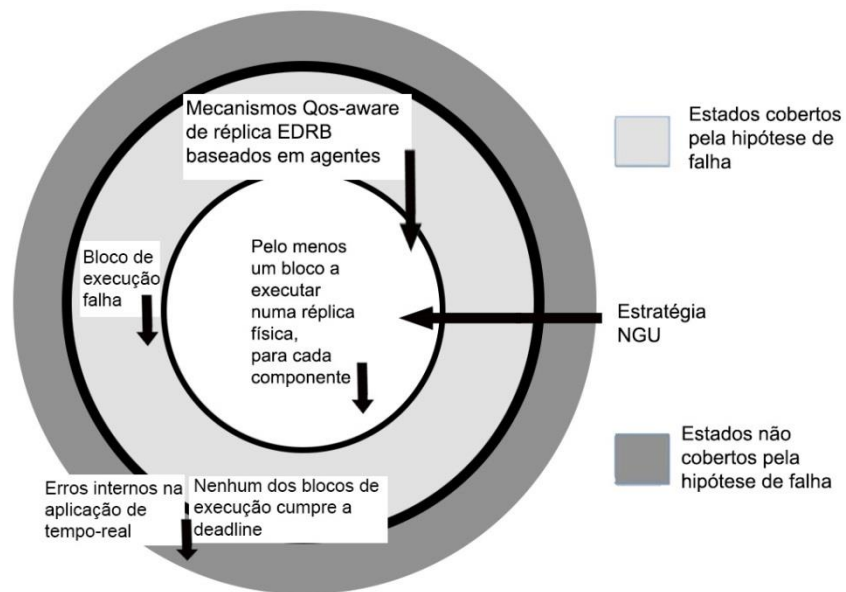 Mecanismos Qos-aware
de réplica EDRB
baseados em agentes
Estados cobertos
pela hipótese de
falha
Bloco de
execução
falha
Pelo menos
um bloco a
executar
numa réplica
física,
para cada
componente
Estratégia
NGU
Estados não
cobertos pela
hipótese de falha
Erros internos na
aplicação de
tempo-real
Nenhum dos blocos de
execução cumpre a
deadline